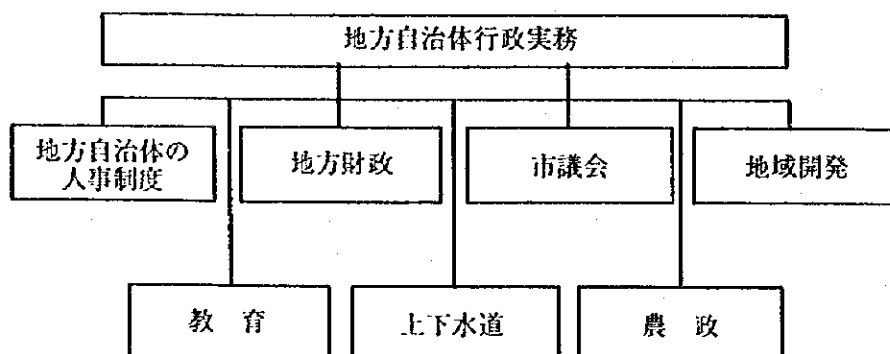 地方自治体行政実務
地方自治体の
人事制度
地方財政
市議会
地域開発
教 育
上下水道
農 政